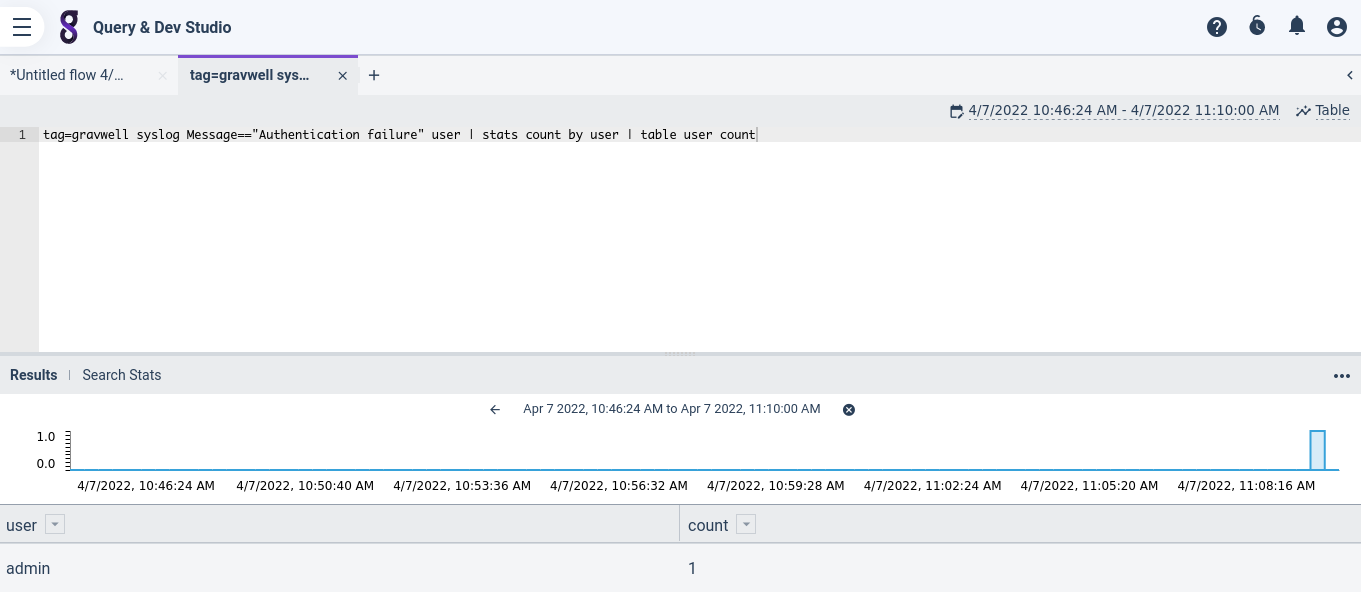 Query & Dev Studio
*Untitled flow 4/...
tag=gravwell sys...
4/7/2022 10:46:24 AM - 4/7/2022 11:10:00 AM
Table
1 tag=gravwell syslog Message=="Authentication failure" user | stats count by user | table user count
Results
Search Stats
Apr 7 2022, 10:46:24 AM to Apr 7 2022, 11:10:00 AM
1.0
0.0
4/7/2022, 10:46:24 AM 4/7/2022, 10:50:40 AM 4/7/2022, 10:53:36 AM 4/7/2022, 10:56:32 AM 4/7/2022, 10:59:28 AM 4/7/2022, 11:02:24 AM 4/7/2022, 11:05:20 AM 4/7/2022, 11:08:16 AM
user count
admin 1